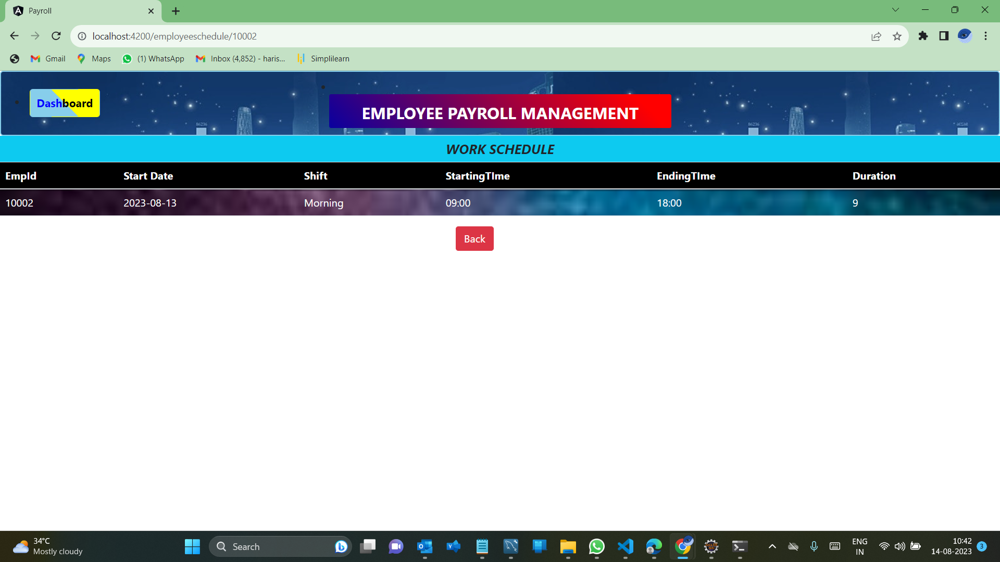 Payroll
localhost:4200/employeeschedule/10002
Gmail Maps (1) WhatsApp Inbox (4,852) - haris... Simplilearn
Dashboard
EMPLOYEE PAYROLL MANAGEMENT
WORK SCHEDULE
EmpId Start Date Shift StartingTIme EndingTIme Duration
10002 2023-08-13 Morning 09:00 18:00 9
Back
34°C
Mostly cloudy
Search
ENG
IN
10:42
14-08-2023
3